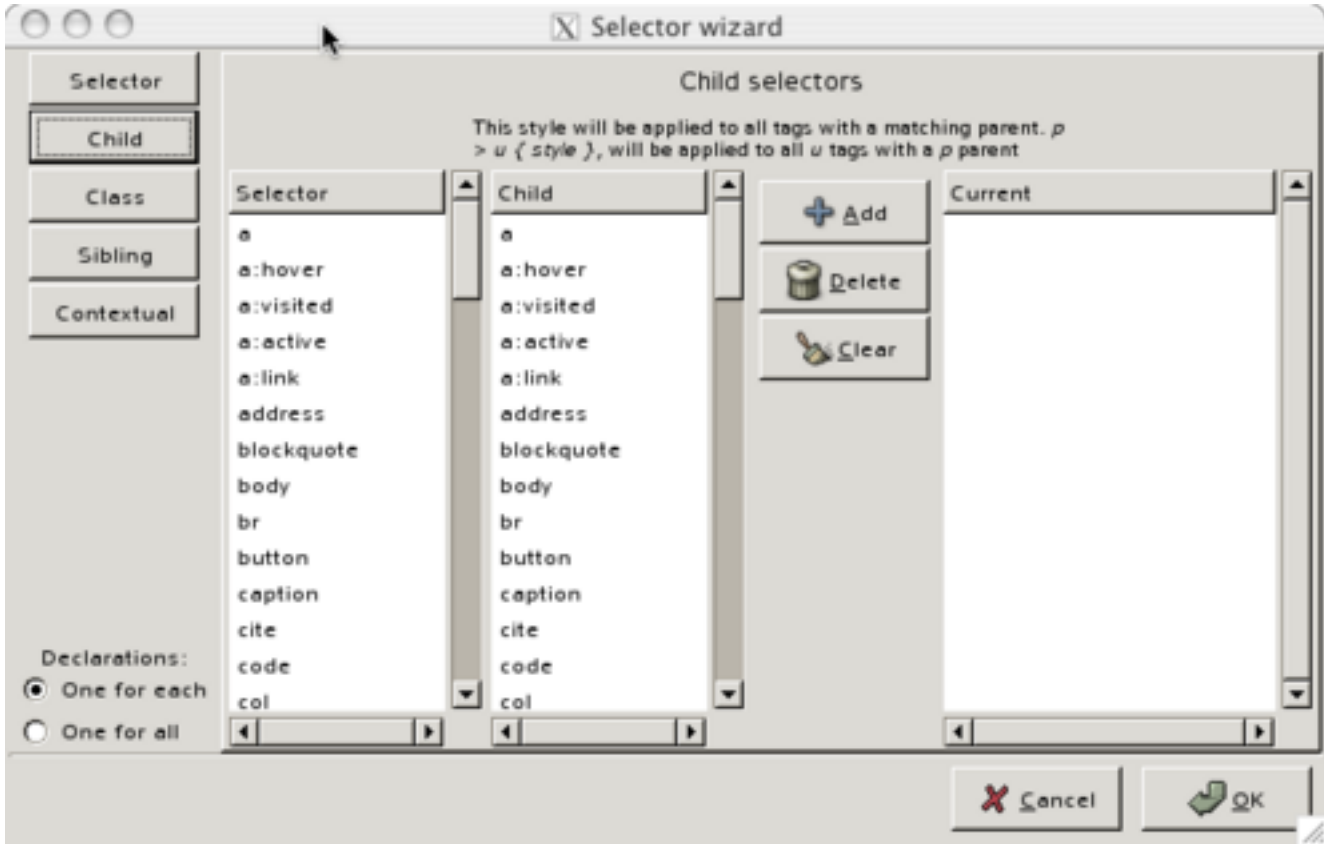 Selector wizard
Selector
Child
Class
Sibling
Contextual
Declarations:
One for each
One for all
Child selectors
This style will be applied to all tags with a matching parent. p
> u { style }, will be applied to all u tags with a p parent
Selector
a
a:hover
a:visited
a:active
a:link
address
blockquote
body
br
button
caption
cite
code
col
Child
a
a:hover
a:visited
a:active
a:link
address
blockquote
body
br
button
caption
cite
code
col
Add
Delete
Clear
Current
Cancel
OK